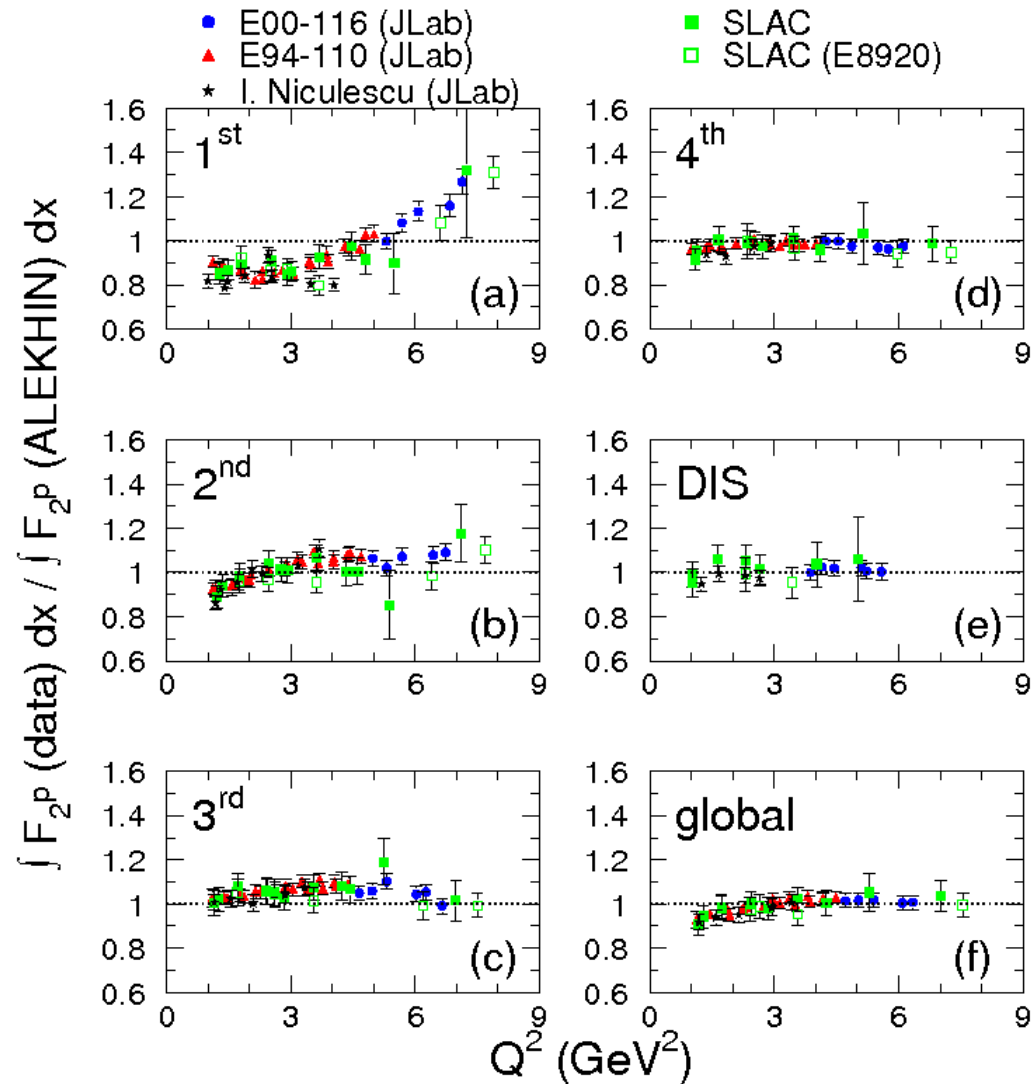 E00-116 (JLab)
E94-110 (JLab)
I. Niculescu (JLab)
SLAC
SLAC (E8920)
∫ F₂ᵖ (data) dx / ∫ F₂ᵖ (ALEKHIN) dx
1.6
1.4
1.2
1
0.8
0.6
1ˢᵗ
(a)
0 3 6 9
1.6
1.4
1.2
1
0.8
0.6
4ᵗʰ
(d)
0 3 6 9
1.6
1.4
1.2
1
0.8
0.6
2ⁿᵈ
(b)
0 3 6 9
1.6
1.4
1.2
1
0.8
0.6
DIS
(e)
0 3 6 9
1.6
1.4
1.2
1
0.8
0.6
3ʳᵈ
(c)
0 3 6 9
1.6
1.4
1.2
1
0.8
0.6
global
(f)
0 3 6 9
Q² (GeV²)